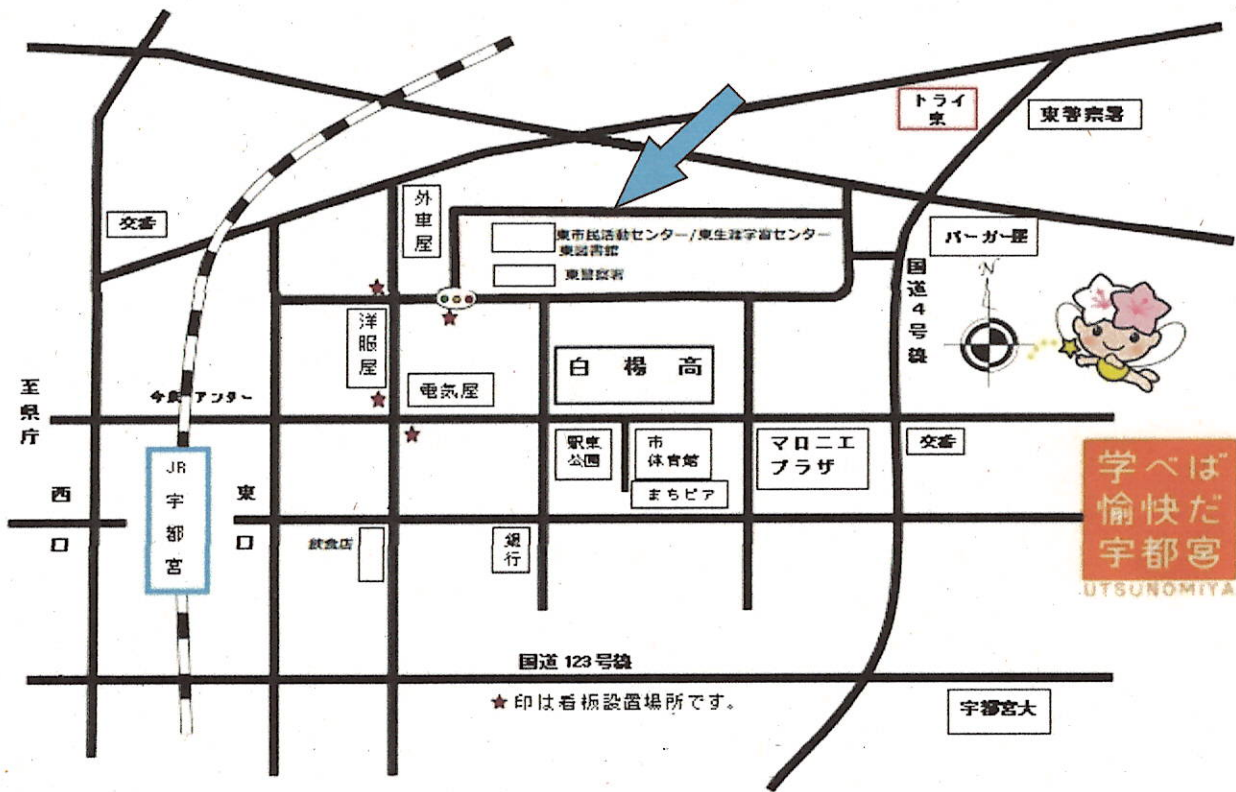 トライ
東
東警察署
交番
外車屋
東市民活動センター/東生涯学習センター
東図書館
東警察署
バーガー屋
N
国道4号線
洋服屋
白楊高
至県庁
今泉アンダー
電気屋
駅東
公園
市
体育館
マロニエ
プラザ
交番
まちピア
西口
JR宇都宮
東口
飲食店
銀行
学べば
愉快だ
宇都宮
UTSUNOMIYA
国道123号線
★印は看板設置場所です。
宇都宮大